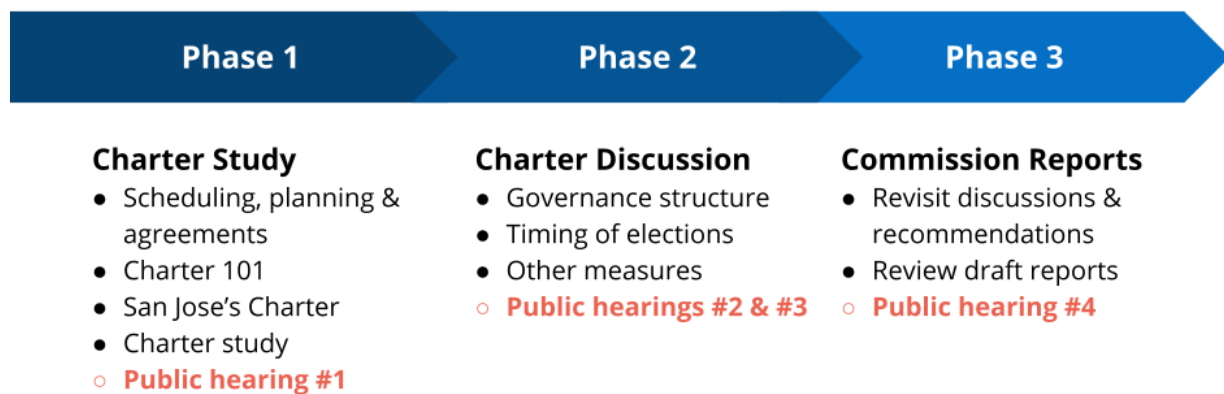 Phase 1
Phase 2
Phase 3
Charter Study
● Scheduling, planning &
agreements
● Charter 101
● San Jose’s Charter
● Charter study
○ Public hearing #1
Charter Discussion
● Governance structure
● Timing of elections
● Other measures
○ Public hearings #2 & #3
Commission Reports
● Revisit discussions &
recommendations
● Review draft reports
○ Public hearing #4